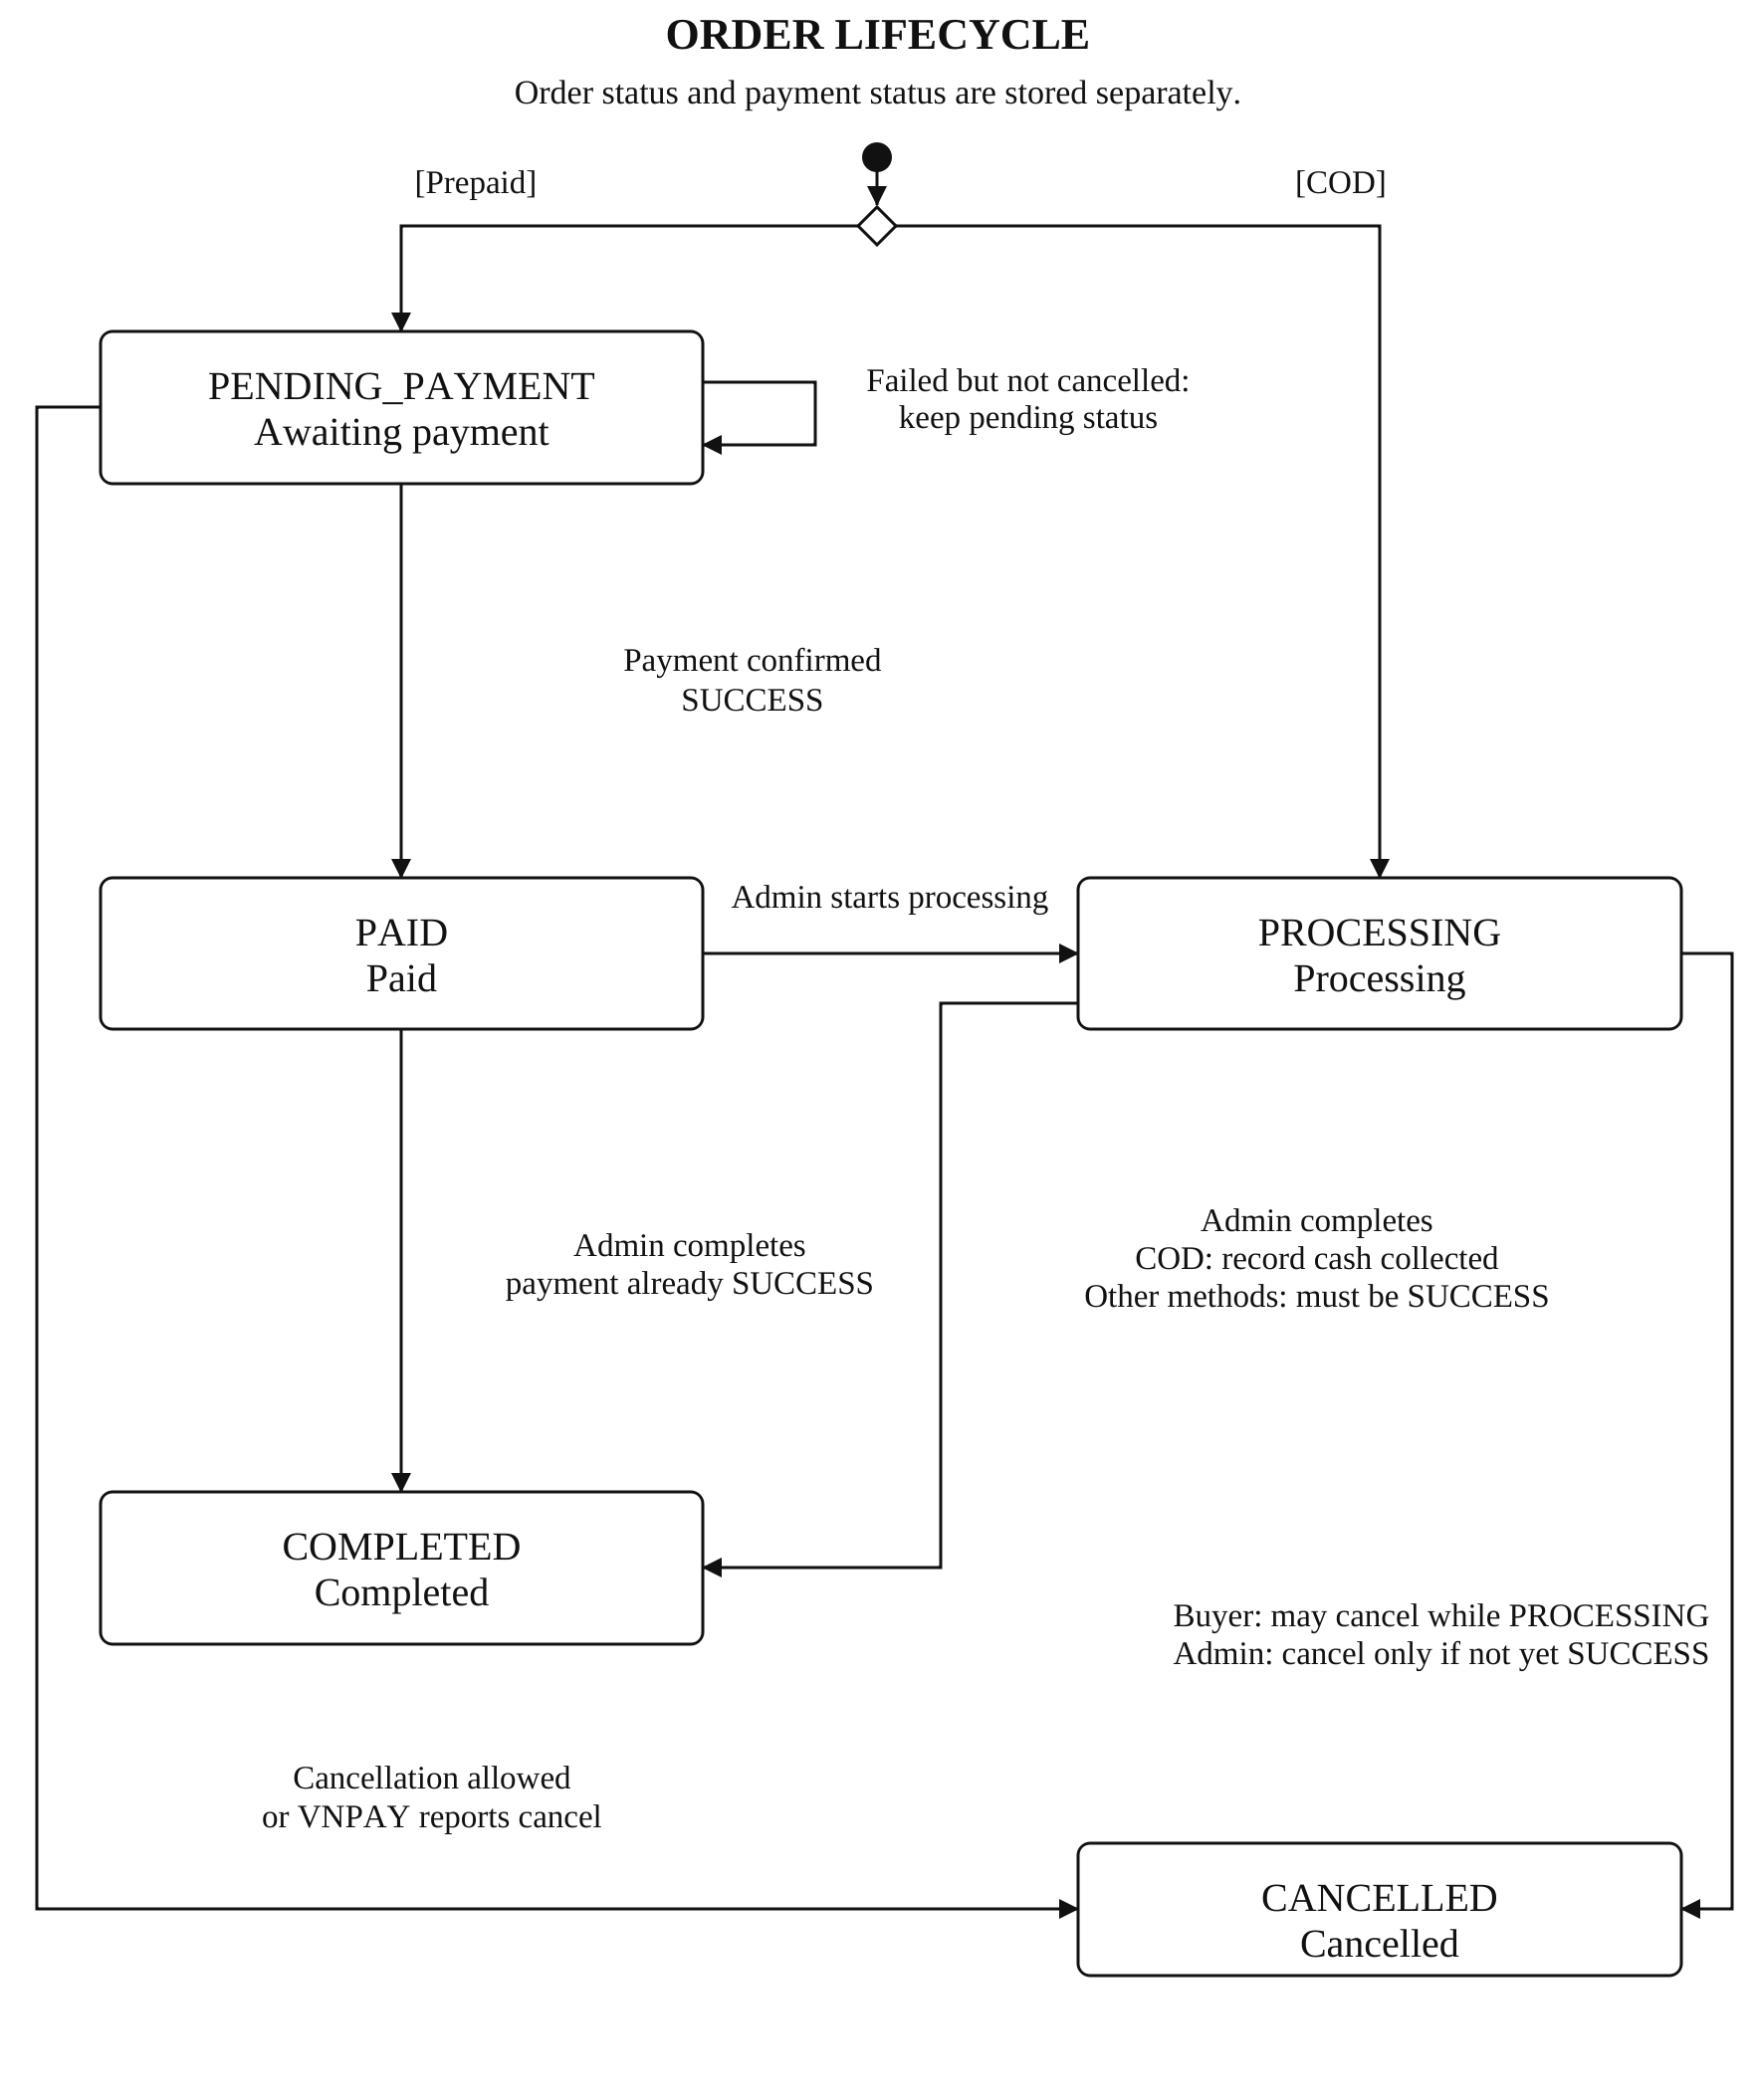 ORDER LIFECYCLE
Order status and payment status are stored separately.
[Prepaid]
[COD]
PENDING_PAYMENT
Awaiting payment
Failed but not cancelled:
keep pending status
Payment confirmed
SUCCESS
PAID
Paid
Admin starts processing
PROCESSING
Processing
Admin completes
payment already SUCCESS
Admin completes
COD: record cash collected
Other methods: must be SUCCESS
COMPLETED
Completed
Buyer: may cancel while PROCESSING
Admin: cancel only if not yet SUCCESS
Cancellation allowed
or VNPAY reports cancel
CANCELLED
Cancelled